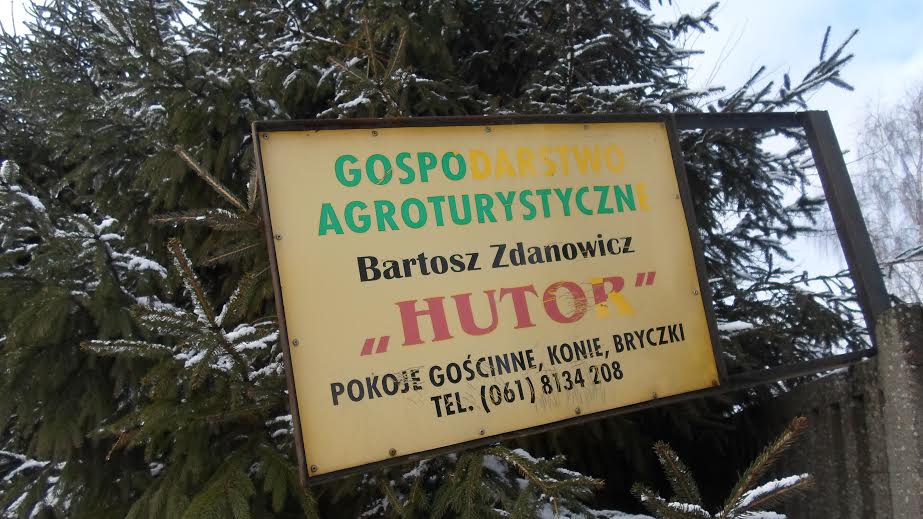 GOSPODARSTWO
AGROTURYSTYCZNE
Bartosz Zdanowicz
„HUTOR”
POKOJE GOŚCINNE, KONIE, BRYCZKI
TEL. (061) 8134 208